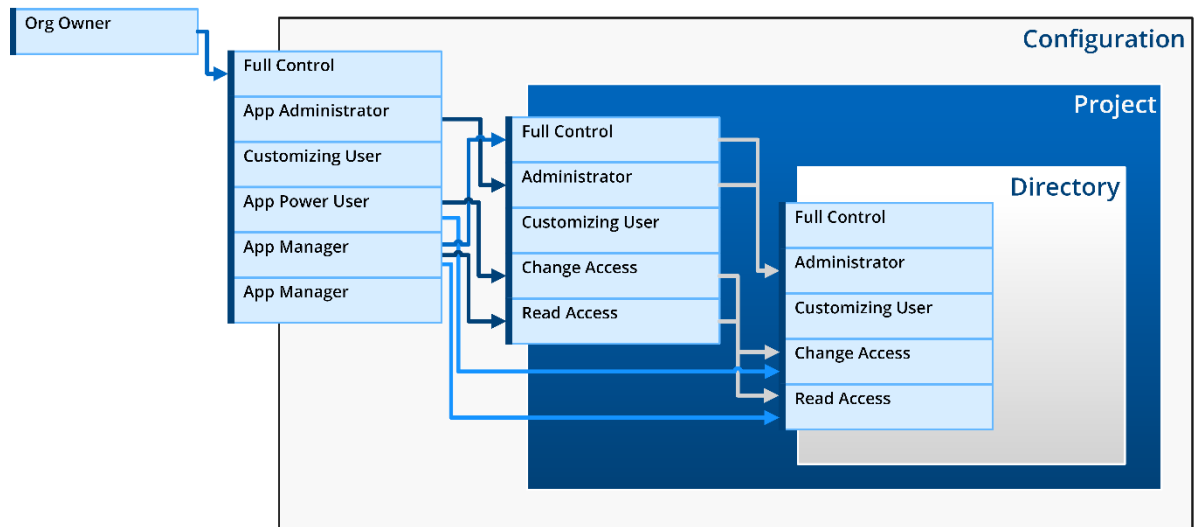 Org Owner
Configuration
Full Control
App Administrator
Customizing User
App Power User
App Manager
App Manager
Project
Full Control
Administrator
Customizing User
Change Access
Read Access
Directory
Full Control
Administrator
Customizing User
Change Access
Read Access